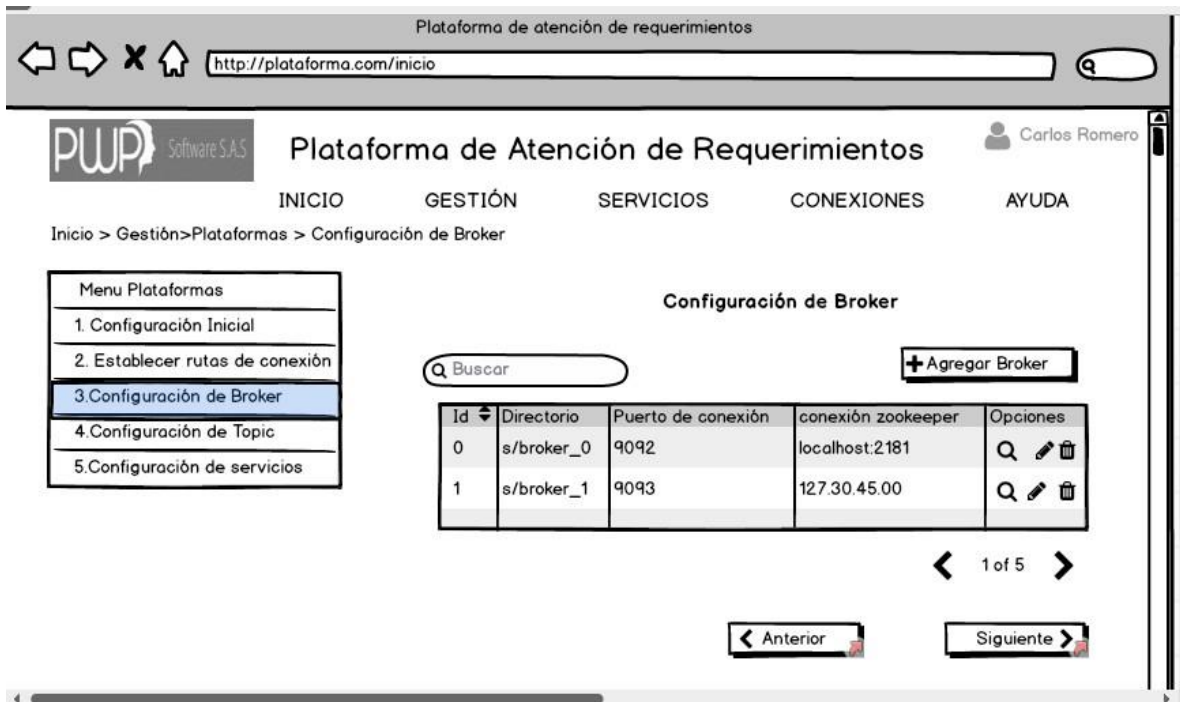 Plataforma de atención de requerimientos
http://plataforma.com/inicio
PWP Software S.A.S
Plataforma de Atención de Requerimientos
Carlos Romero
INICIO GESTIÓN SERVICIOS CONEXIONES AYUDA
Inicio > Gestión>Plataformas > Configuración de Broker
Menu Plataformas
1. Configuración Inicial
2. Establecer rutas de conexión
3.Configuración de Broker
4.Configuración de Topic
5.Configuración de servicios
Configuración de Broker
Buscar
Agregar Broker
Id Directorio Puerto de conexión conexión zookeeper Opciones
0 s/broker_0 9092 localhost:2181
1 s/broker_1 9093 127.30.45.00
1 of 5
Anterior
Siguiente